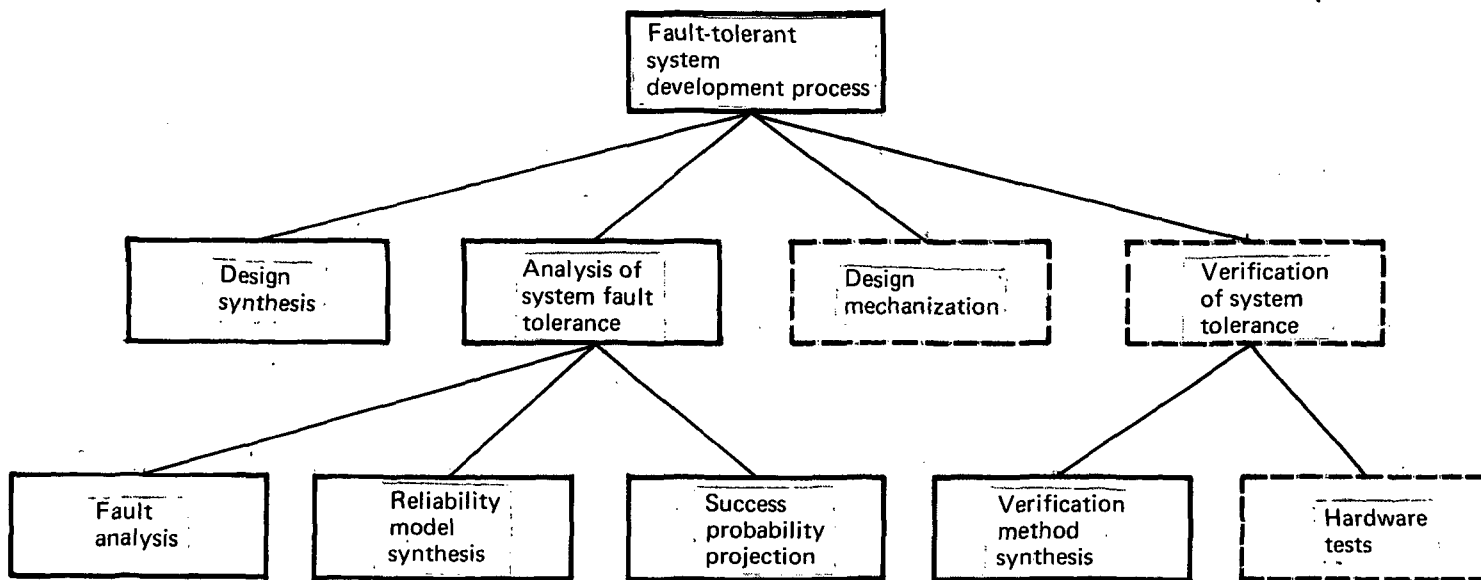 Fault-tolerant
system
development process
Design
synthesis
Analysis of
system fault
tolerance
Design
mechanization
Verification
of system
tolerance
Fault
analysis
Reliability
model
synthesis
Success
probability
projection
Verification
method
synthesis
Hardware
tests